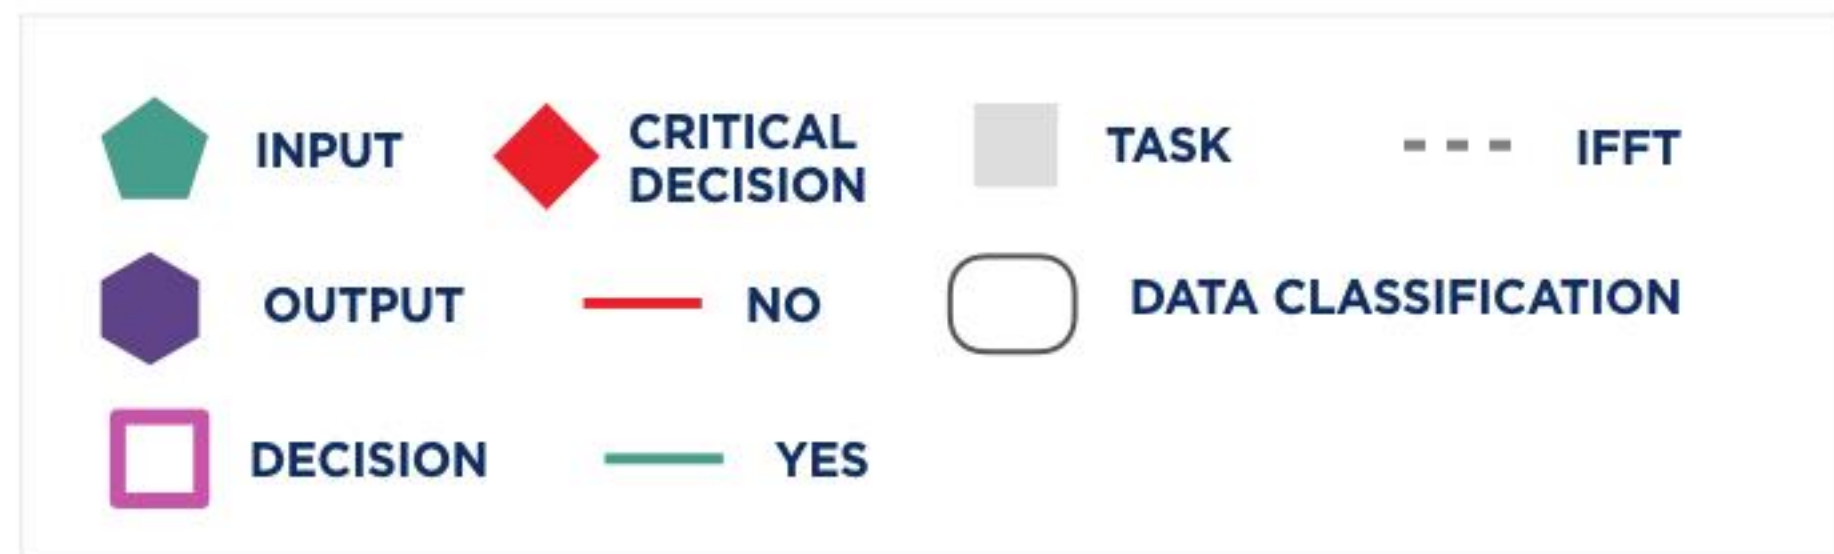 INPUT
CRITICAL
DECISION
TASK
IFFT
OUTPUT
NO
DATA CLASSIFICATION
DECISION
YES